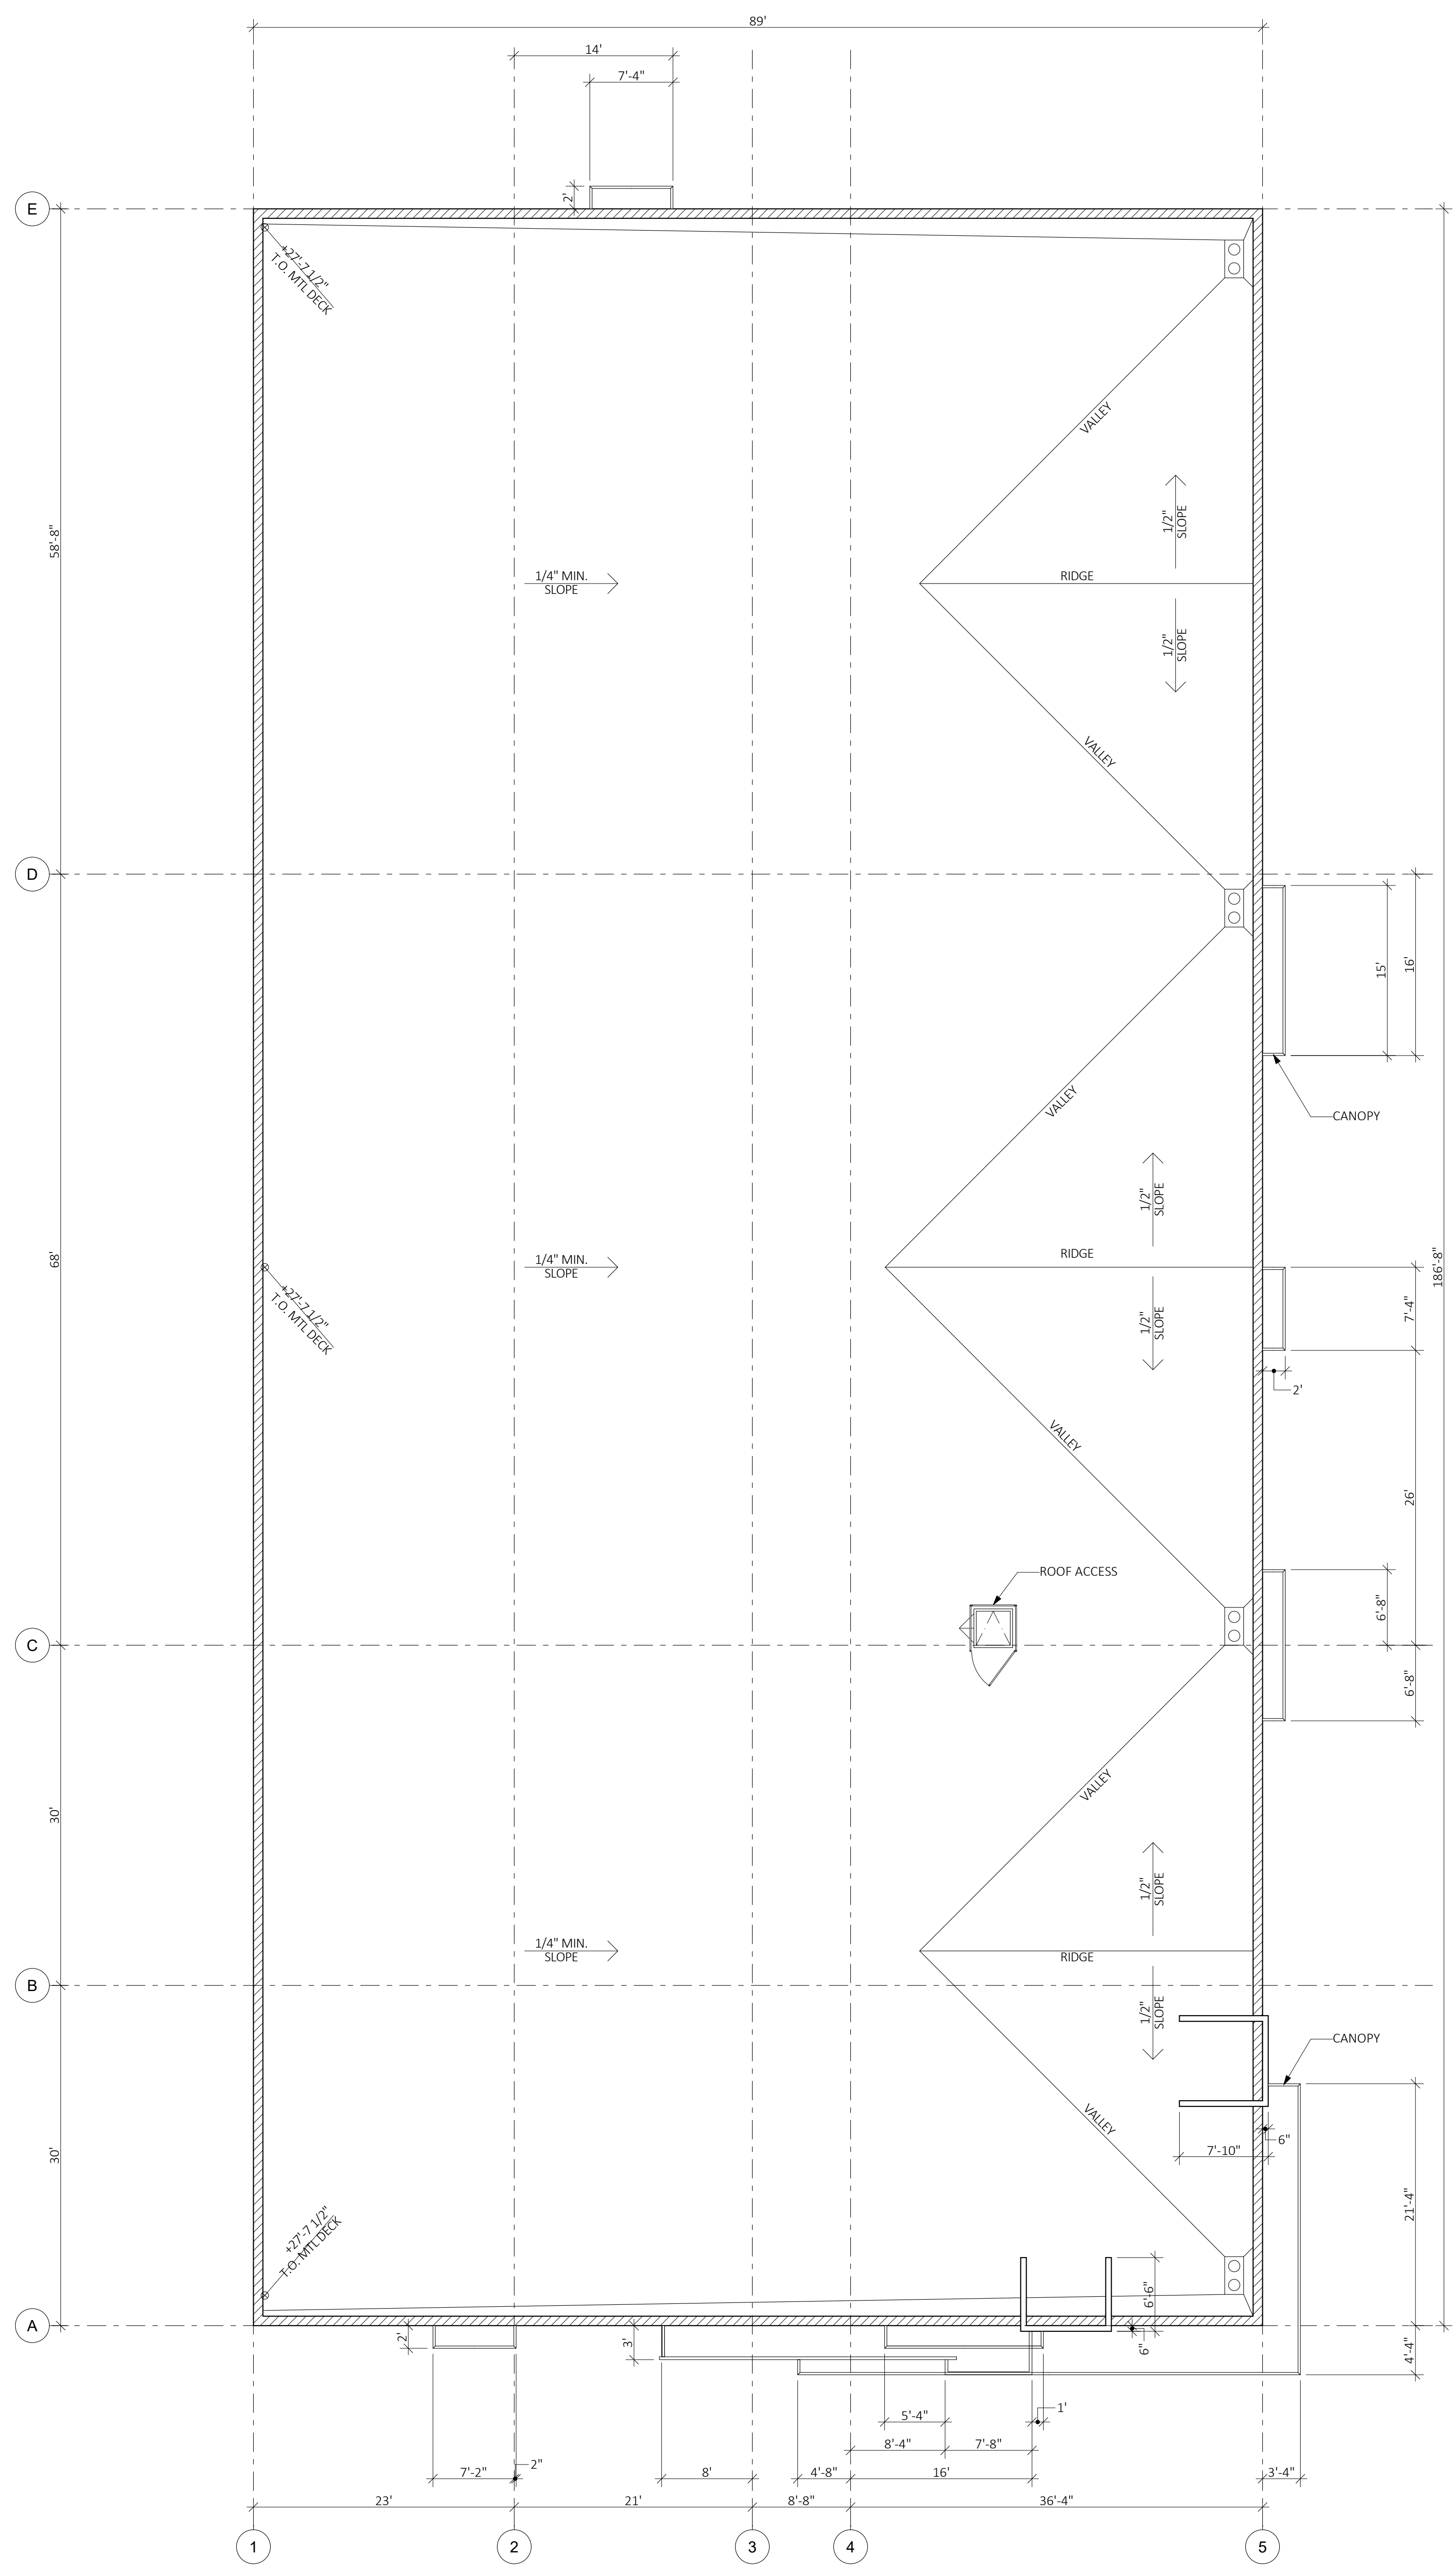 89'
14'
7'-4"
2'
E
+27'-7 1/2"
T.O. MTL DECK
VALLEY
1/2"
SLOPE
58'-8"
1/4" MIN.
SLOPE
RIDGE
1/2"
SLOPE
VALLEY
D
15'
16'
VALLEY
CANOPY
1/2"
SLOPE
68'
1/4" MIN.
SLOPE
RIDGE
186'-8"
+27'-7 1/2"
T.O. MTL DECK
1/2"
SLOPE
7'-4"
2'
VALLEY
26'
ROOF ACCESS
6'-8"
C
6'-8"
VALLEY
30'
1/2"
SLOPE
1/4" MIN.
SLOPE
RIDGE
B
1/2"
SLOPE
CANOPY
VALLEY
6"
7'-10"
30'
21'-4"
+27'-7 1/2"
T.O. MTL DECK
6'-6"
A
2'
3'
6"
4'-4"
1'
5'-4"
8'-4"
7'-8"
2"
7'-2"
8'
4'-8"
16'
3'-4"
23'
21'
8'-8"
36'-4"
1
2
3
4
5